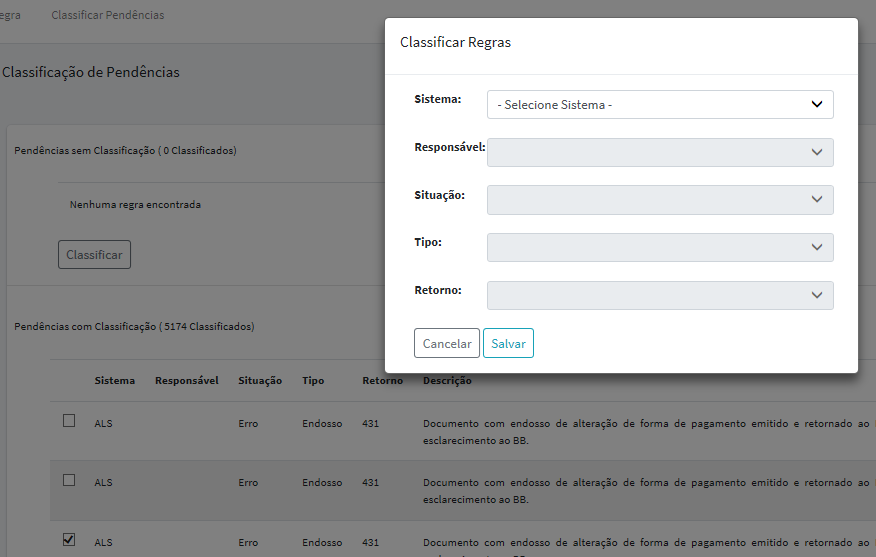 egra Classificar Pendências
Classificação de Pendências
Pendências sem Classificação ( 0 Classificados)
Nenhuma regra encontrada
Classificar
Pendências com Classificação ( 5174 Classificados)
Sistema Responsável Situação Tipo Retorno Descrição
ALS Erro Endosso 431 Documento com endosso de alteração de forma de pagamento emitido e retornado ao
esclarecimento ao BB.
ALS Erro Endosso 431 Documento com endosso de alteração de forma de pagamento emitido e retornado ao
esclarecimento ao BB.
ALS Erro Endosso 431 Documento com endosso de alteração de forma de pagamento emitido e retornado ao
esclarecimento ao BB.
Classificar Regras
Sistema: - Selecione Sistema -
Responsável:
Situação:
Tipo:
Retorno:
Cancelar Salvar